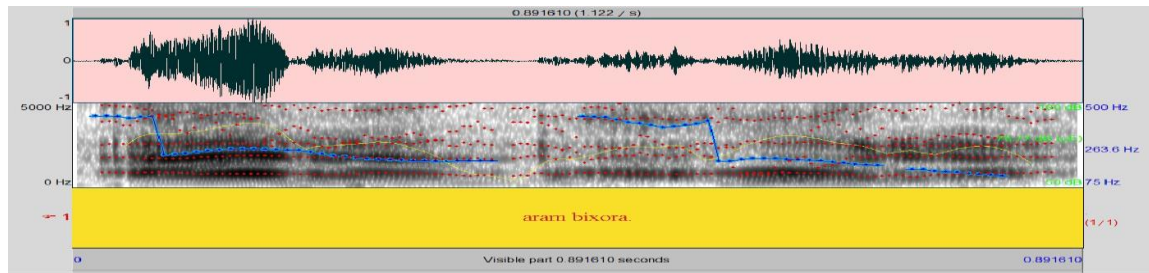 0.891610 (1.122 / s)
1
0
-1
5000 Hz
500 Hz
263.6 Hz
0 Hz
75 Hz
1
aram bixora.
(1/1)
0
Visible part 0.891610 seconds
0.891610